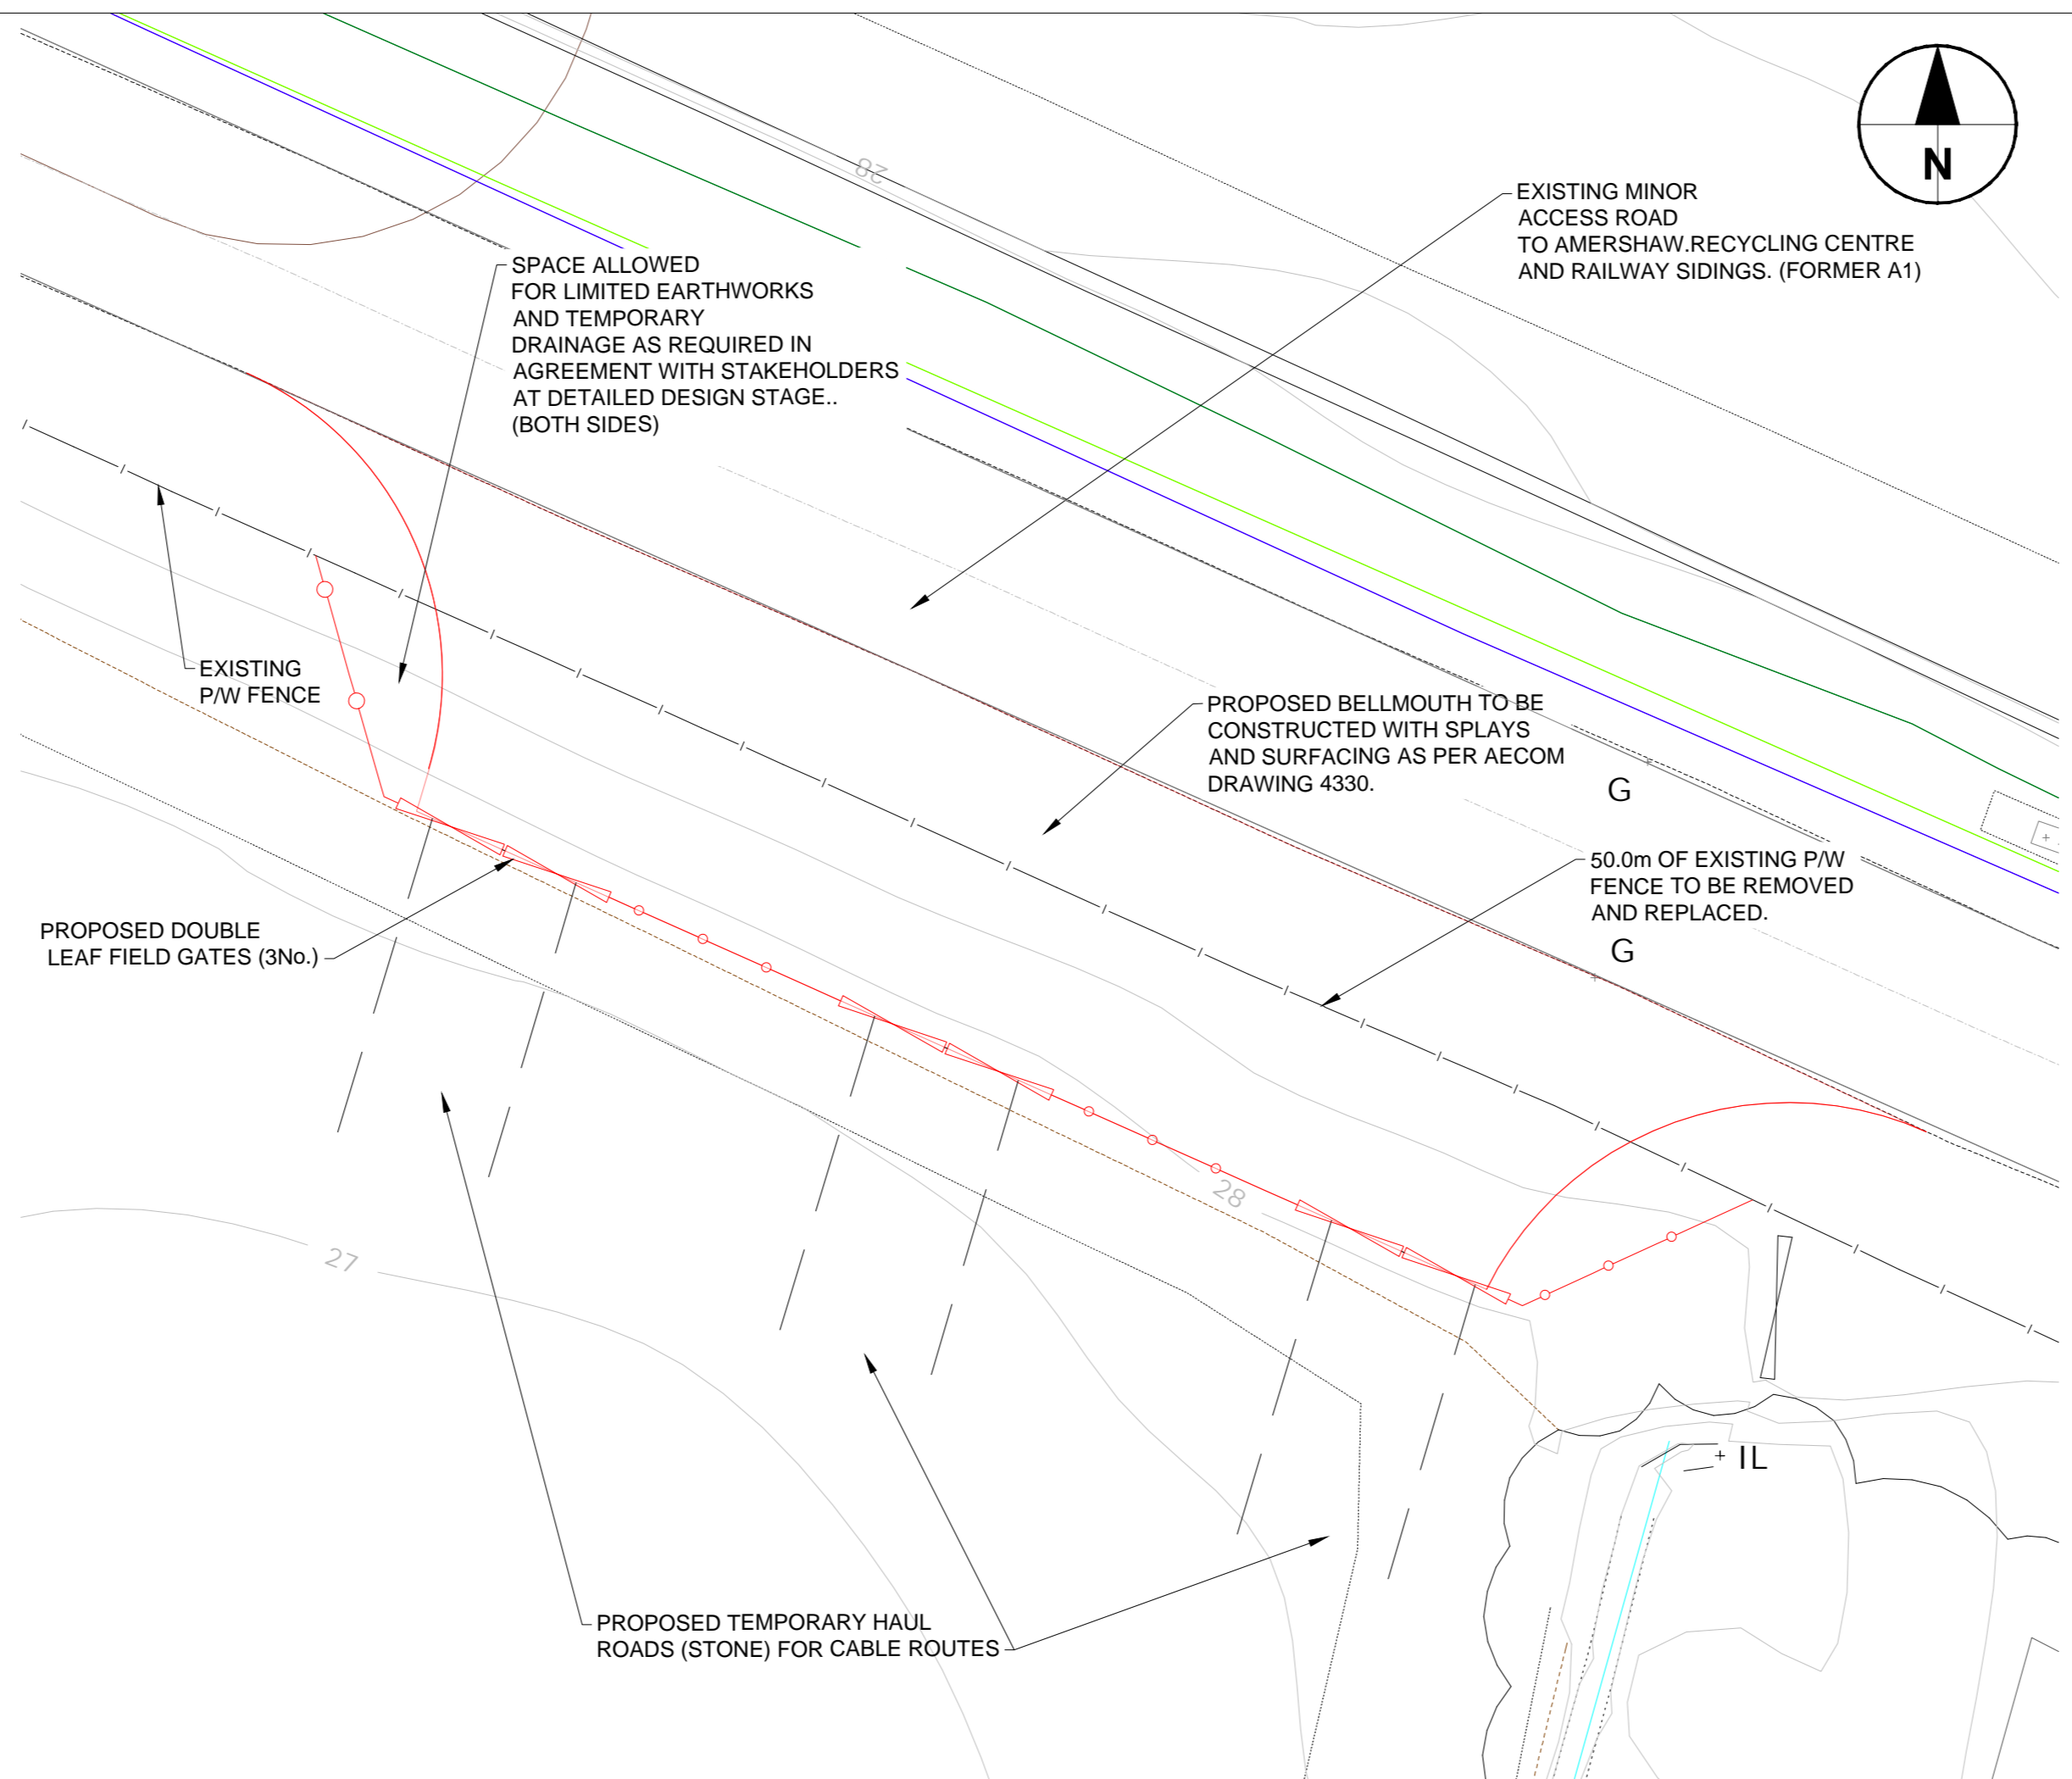 28
N
EXISTING MINOR
ACCESS ROAD
TO AMERSHAW.RECYCLING CENTRE
AND RAILWAY SIDINGS. (FORMER A1)
SPACE ALLOWED
FOR LIMITED EARTHWORKS
AND TEMPORARY
DRAINAGE AS REQUIRED IN
AGREEMENT WITH STAKEHOLDERS
AT DETAILED DESIGN STAGE..
(BOTH SIDES)
EXISTING
P/W FENCE
PROPOSED BELLMOUTH TO BE
CONSTRUCTED WITH SPLAYS
AND SURFACING AS PER AECOM
DRAWING 4330.
G
50.0m OF EXISTING P/W
FENCE TO BE REMOVED
AND REPLACED.
G
PROPOSED DOUBLE
LEAF FIELD GATES (3No.)
28
27
IL
PROPOSED TEMPORARY HAUL
ROADS (STONE) FOR CABLE ROUTES